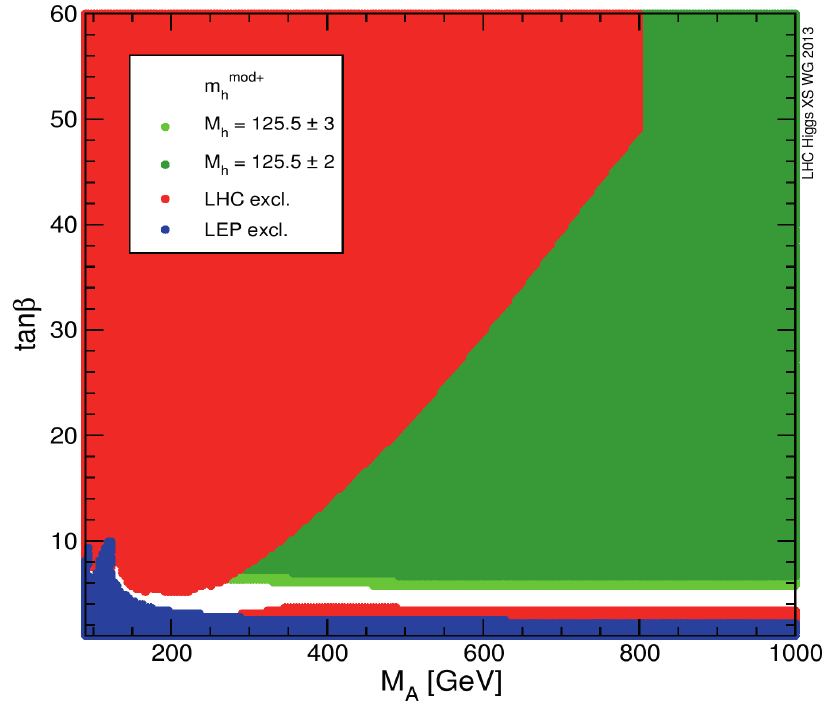 60
50
40
30
20
10
tanβ
m_h^mod+
M_h = 125.5 ± 3
M_h = 125.5 ± 2
LHC excl.
LEP excl.
LHC Higgs XS WG 2013
200 400 600 800 1000
M_A [GeV]